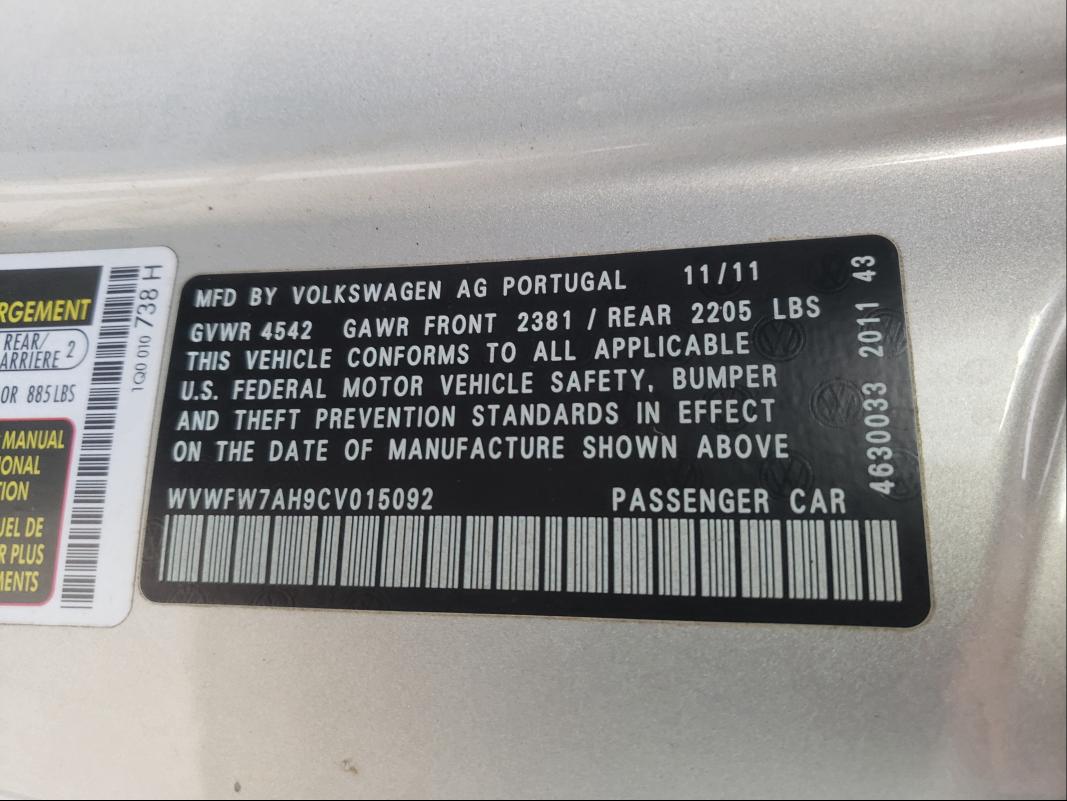 RGEMENT
REAR/
ARRIERE 2
OR 885 LBS
MANUAL
IONAL
TION
UEL DE
R PLUS
MENTS
1Q0 010 738 H
MFD BY VOLKSWAGEN AG PORTUGAL 11/11
GVWR 4542 GAWR FRONT 2381 / REAR 2205 LBS
THIS VEHICLE CONFORMS TO ALL APPLICABLE
U.S. FEDERAL MOTOR VEHICLE SAFETY, BUMPER
AND THEFT PREVENTION STANDARDS IN EFFECT
ON THE DATE OF MANUFACTURE SHOWN ABOVE
WVWFW7AH9CV015092 PASSENGER CAR
4630033 2011 43